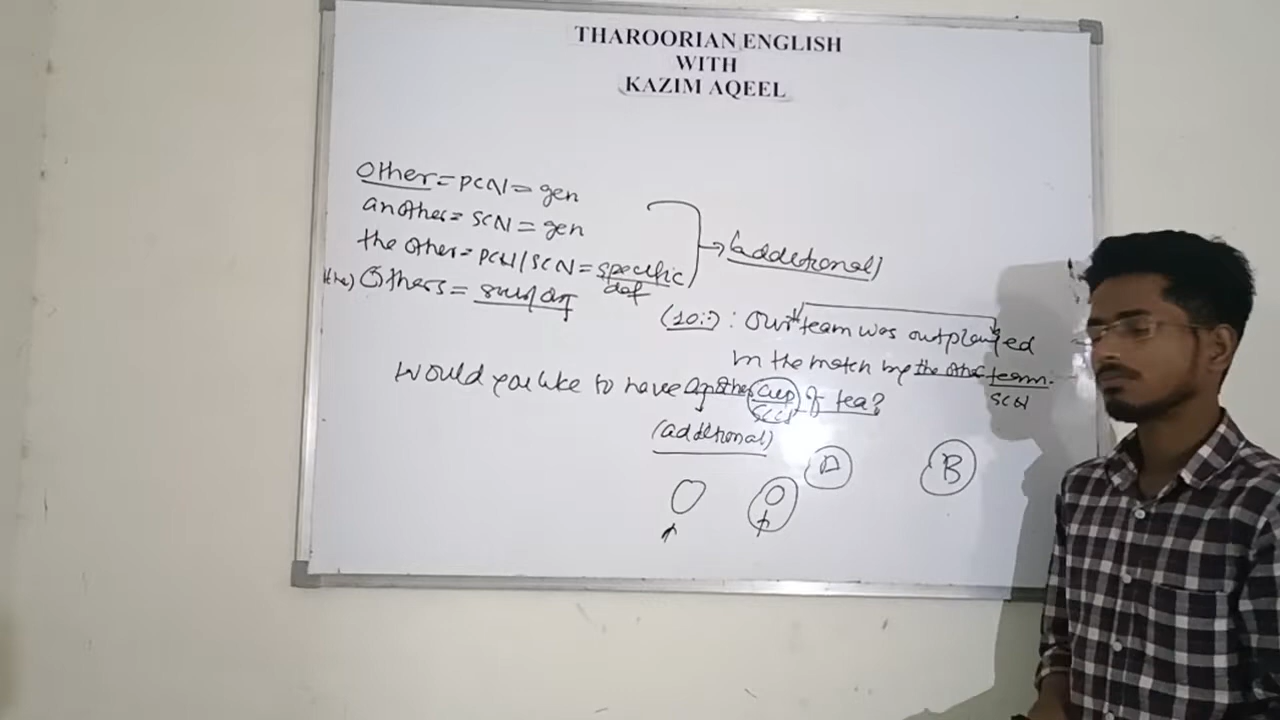 THAROORIAN ENGLISH
WITH
KAZIM AQEEL
Other = PCN = gen
another = SCN = gen
the other = PCN/SCN = specific
def
(additional)
(the) Others =
(10:-) : Our team was outplayed
in the match by the other team.
SCN
Would you like to have another cup of tea?
SCN
(additional)
A
B